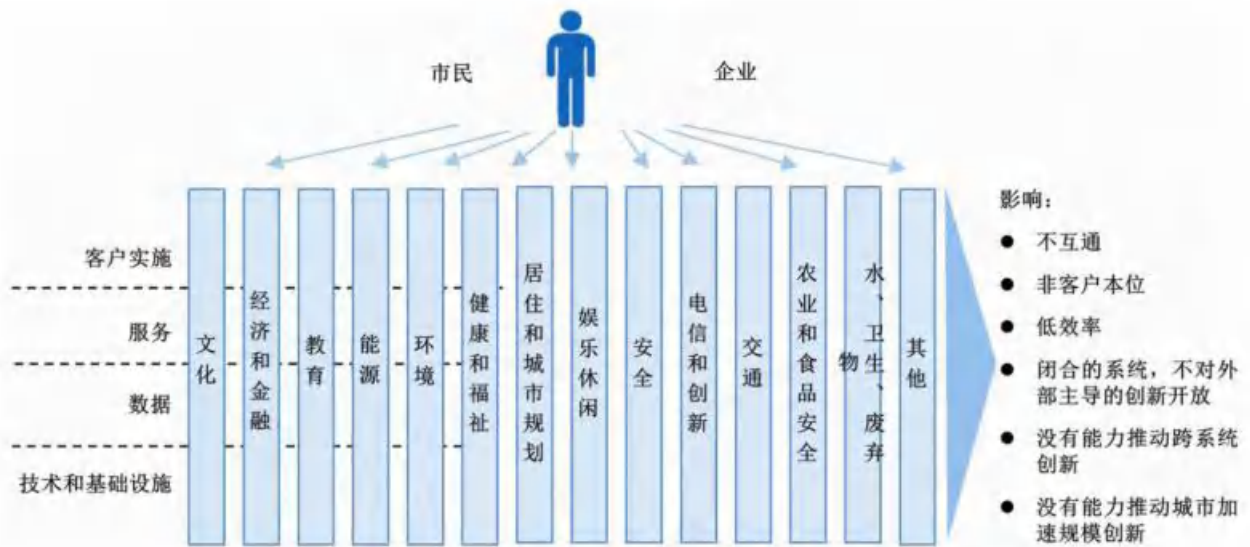 市民
企业
客户实施
服务
数据
技术和基础设施
文化
经济和金融
教育
能源
环境
健康和福祉
居住和城市规划
娱乐休闲
安全
电信和创新
交通
农业和食品安全
水、卫生、废弃
物
其他
影响：
● 不互通
● 非客户本位
● 低效率
● 闭合的系统，不对外
部主导的创新开放
● 没有能力推动跨系统
创新
● 没有能力推动城市加
速规模创新